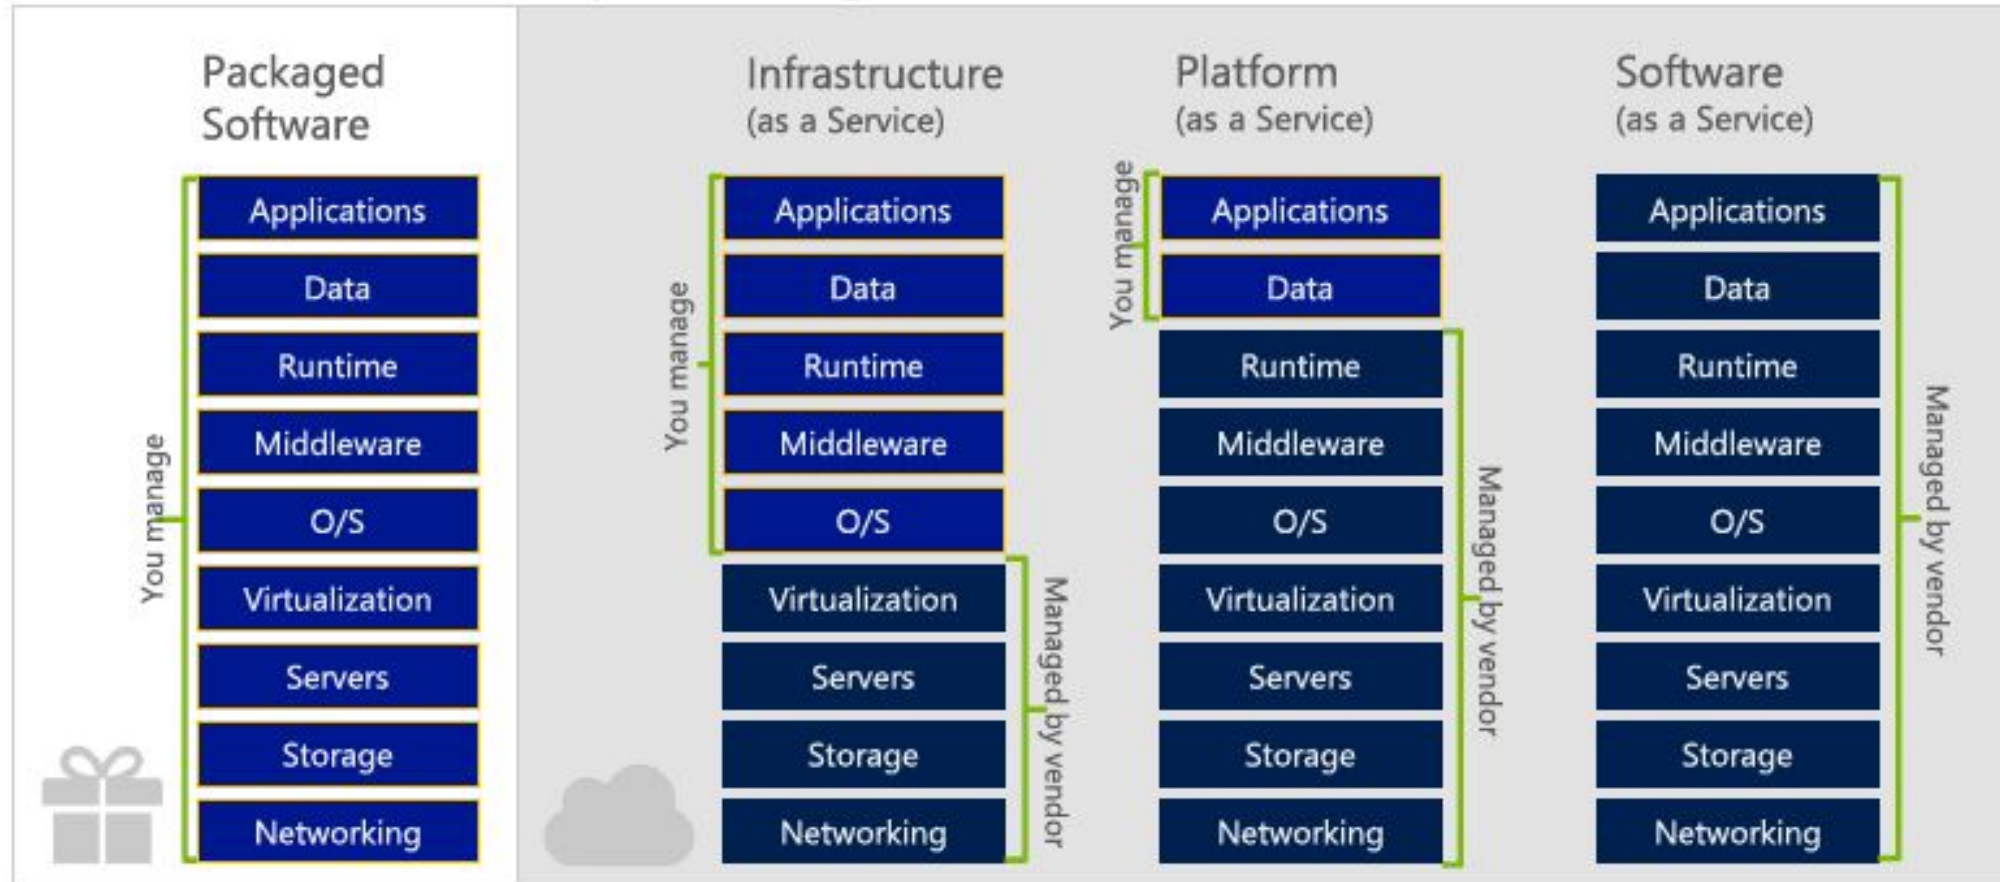 Packaged
Software
You manage
Applications
Data
Runtime
Middleware
O/S
Virtualization
Servers
Storage
Networking
Infrastructure
(as a Service)
You manage
Applications
Data
Runtime
Middleware
O/S
Virtualization
Servers
Storage
Networking
Managed by vendor
Platform
(as a Service)
You manage
Applications
Data
Runtime
Middleware
O/S
Virtualization
Servers
Storage
Networking
Managed by vendor
Software
(as a Service)
Applications
Data
Runtime
Middleware
O/S
Virtualization
Servers
Storage
Networking
Managed by vendor